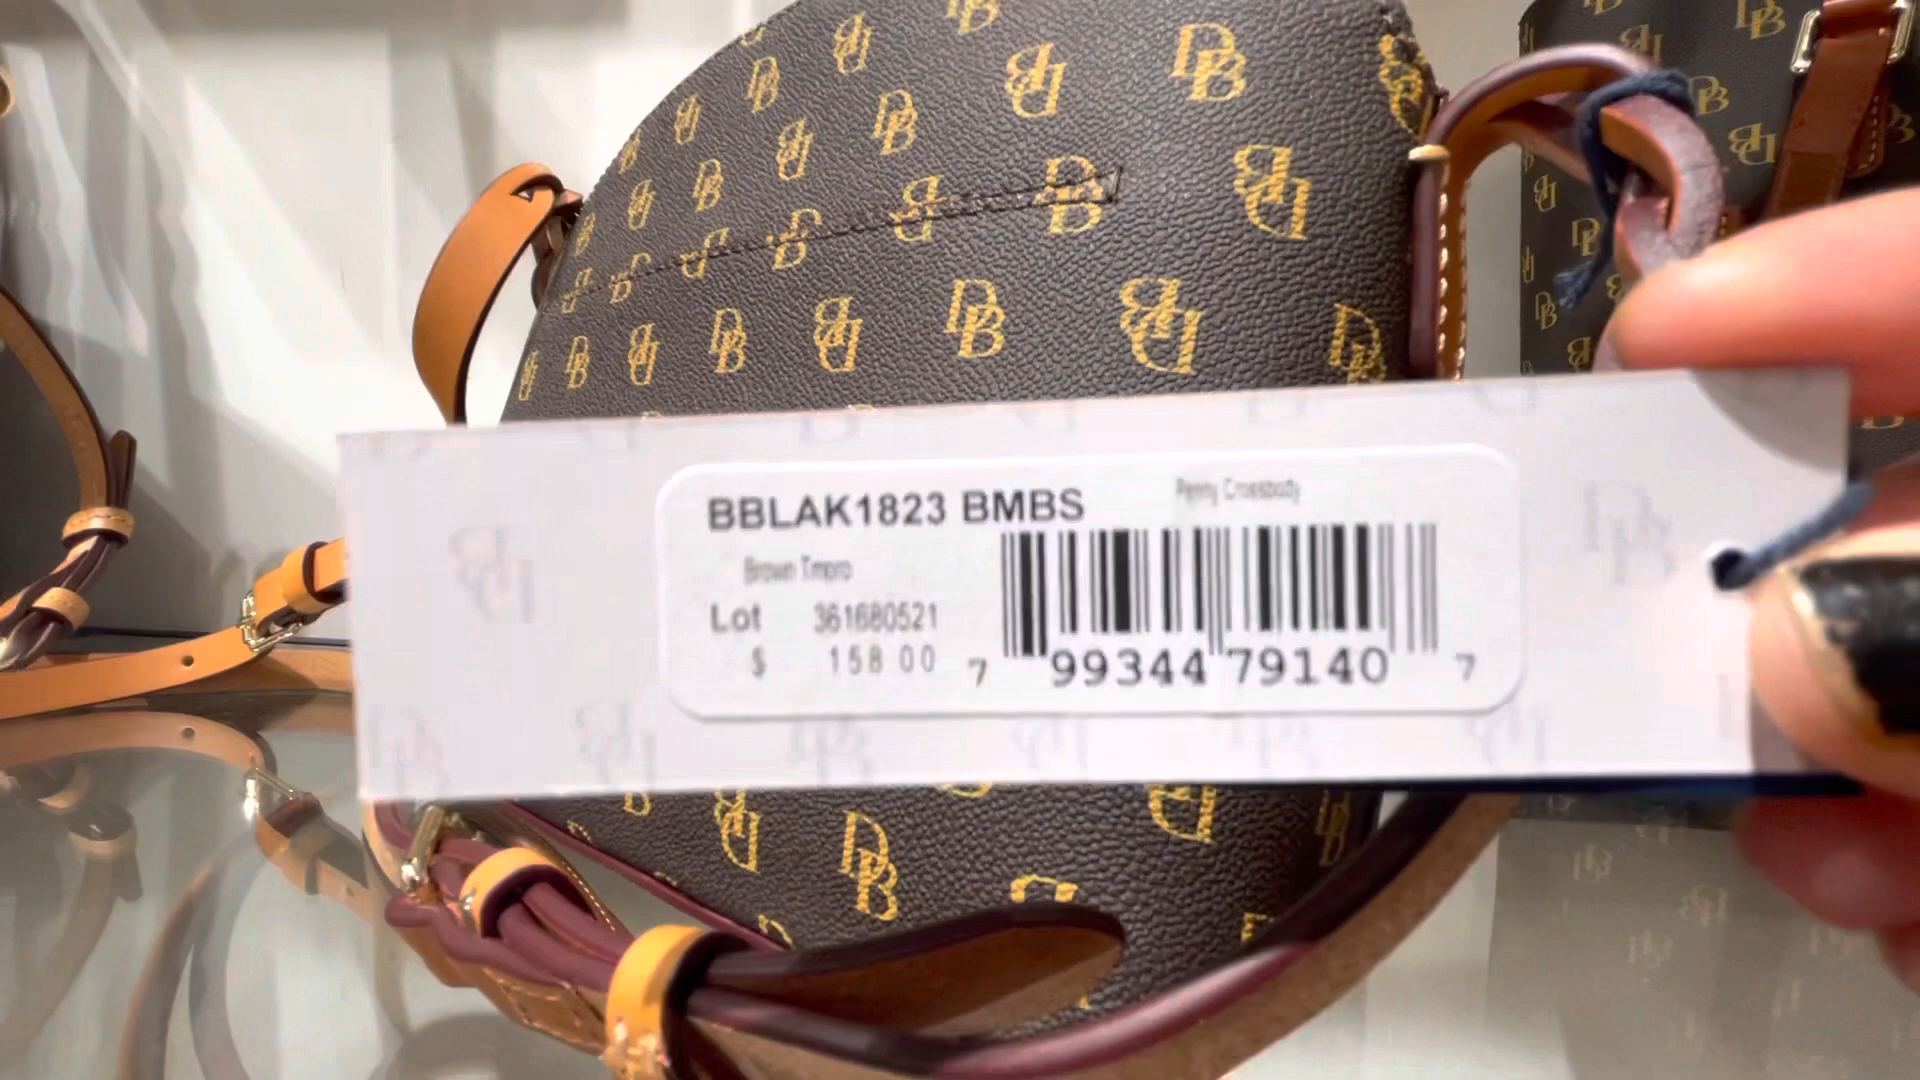 BBLAK1823 BMBS
Penny Crossbody
Brown Tmoro
Lot 361680521
$ 158 00
7 99344 79140 7